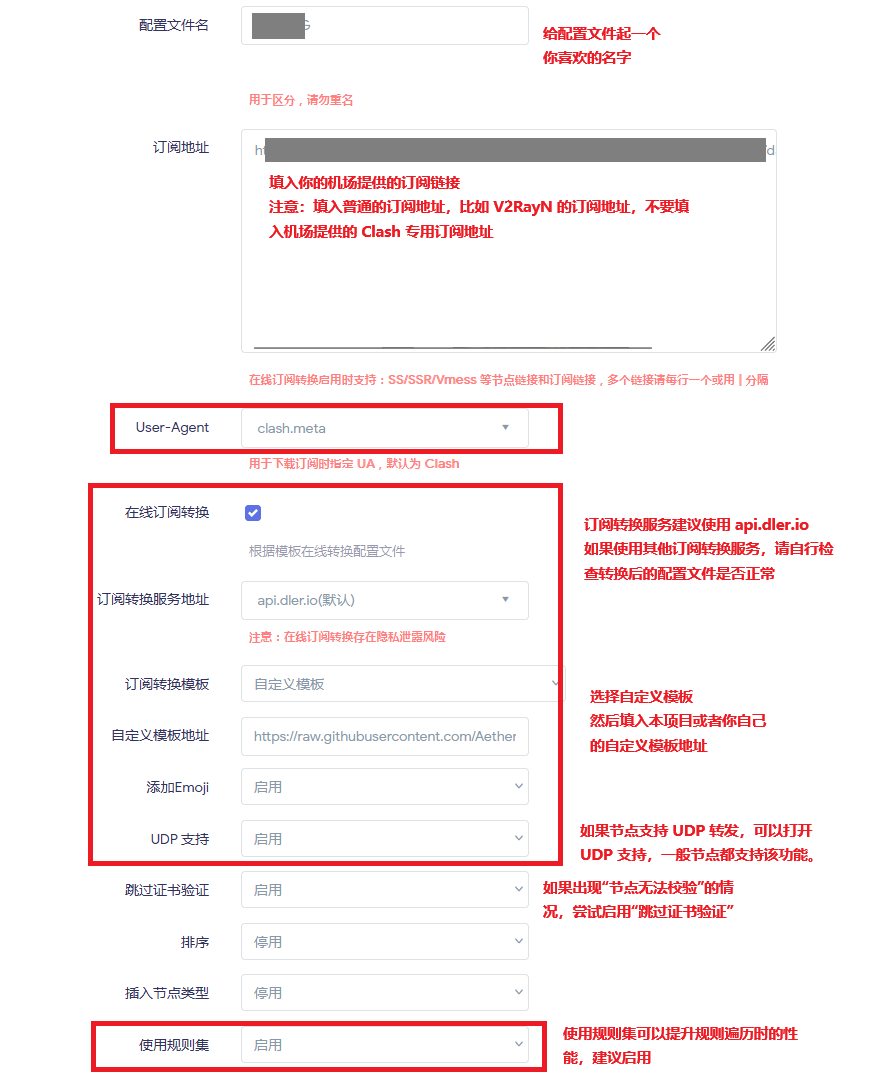 配置文件名
G
给配置文件起一个
你喜欢的名字
用于区分，请勿重名
订阅地址
ht
d
填入你的机场提供的订阅链接
注意：填入普通的订阅地址，比如 V2RayN 的订阅地址，不要填
入机场提供的 Clash 专用订阅地址
在线订阅转换启用时支持：SS/SSR/Vmess 等节点链接和订阅链接，多个链接请每行一个或用 | 分隔
User-Agent
clash.meta
用于下载订阅时指定 UA，默认为 Clash
在线订阅转换
根据模板在线转换配置文件
订阅转换服务建议使用 api.dler.io
如果使用其他订阅转换服务，请自行检
查转换后的配置文件是否正常
订阅转换服务地址
api.dler.io(默认)
注意：在线订阅转换存在隐私泄露风险
订阅转换模板
自定义模板
选择自定义模板
然后填入本项目或者你自己
的自定义模板地址
自定义模板地址
https://raw.githubusercontent.com/Aether
添加Emoji
启用
UDP 支持
启用
如果节点支持 UDP 转发，可以打开
UDP 支持，一般节点都支持该功能。
跳过证书验证
启用
如果出现“节点无法校验”的情
况，尝试启用“跳过证书验证”
排序
停用
插入节点类型
停用
使用规则集
启用
使用规则集可以提升规则遍历时的性
能，建议启用